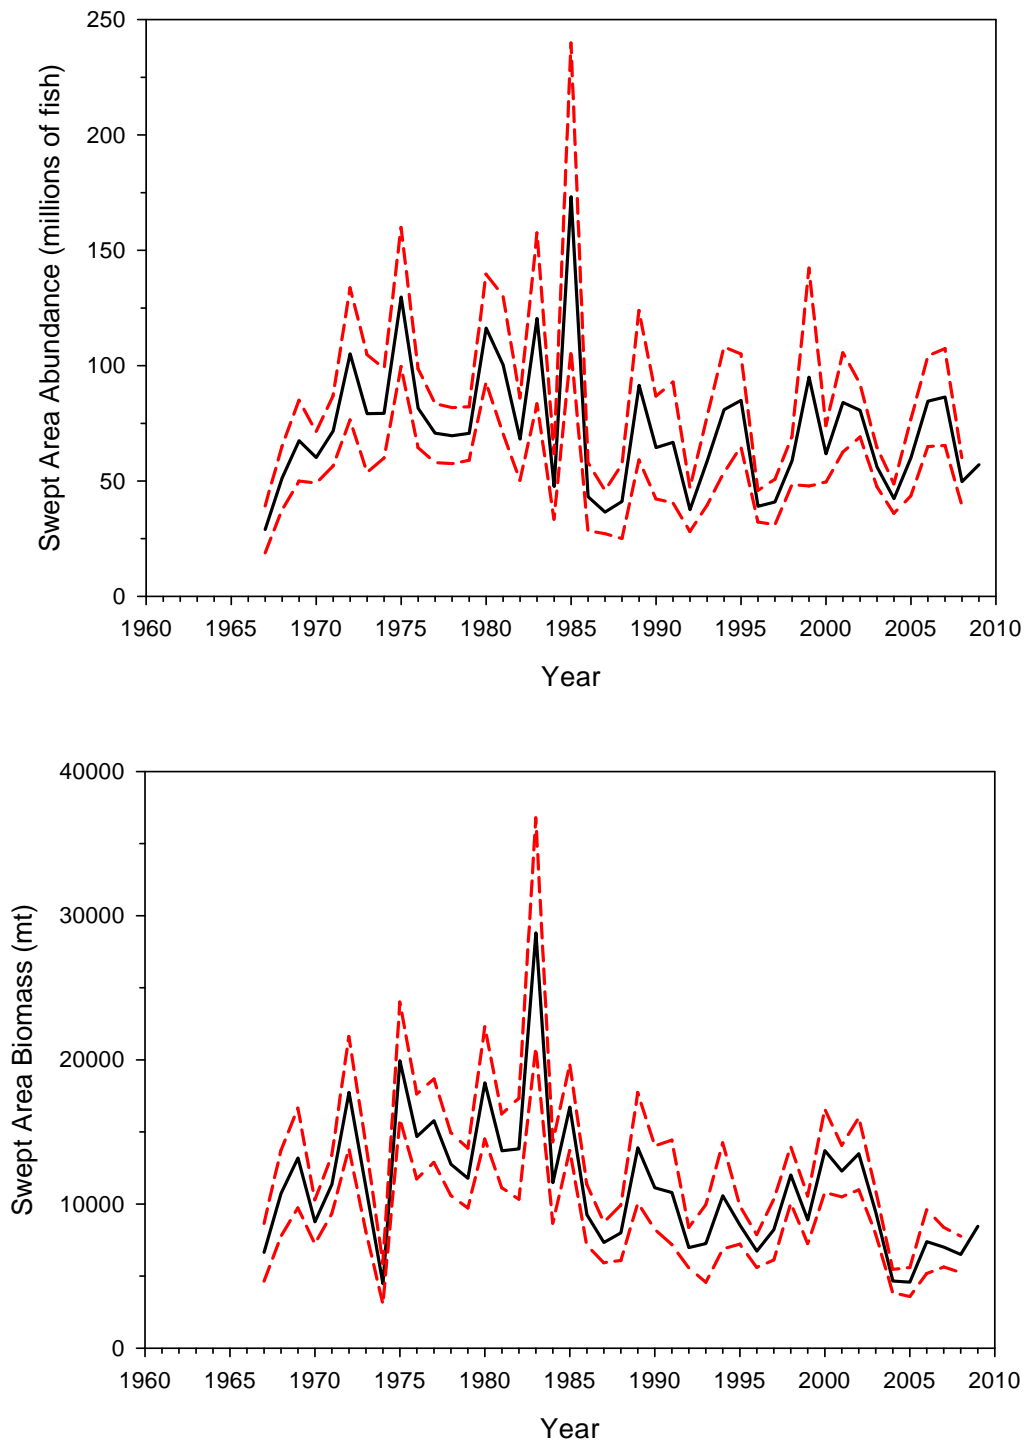 250
200
150
100
50
0
Swept Area Abundance (millions of fish)
1960 1965 1970 1975 1980 1985 1990 1995 2000 2005 2010
Year
40000
30000
20000
10000
0
Swept Area Biomass (mt)
1960 1965 1970 1975 1980 1985 1990 1995 2000 2005 2010
Year